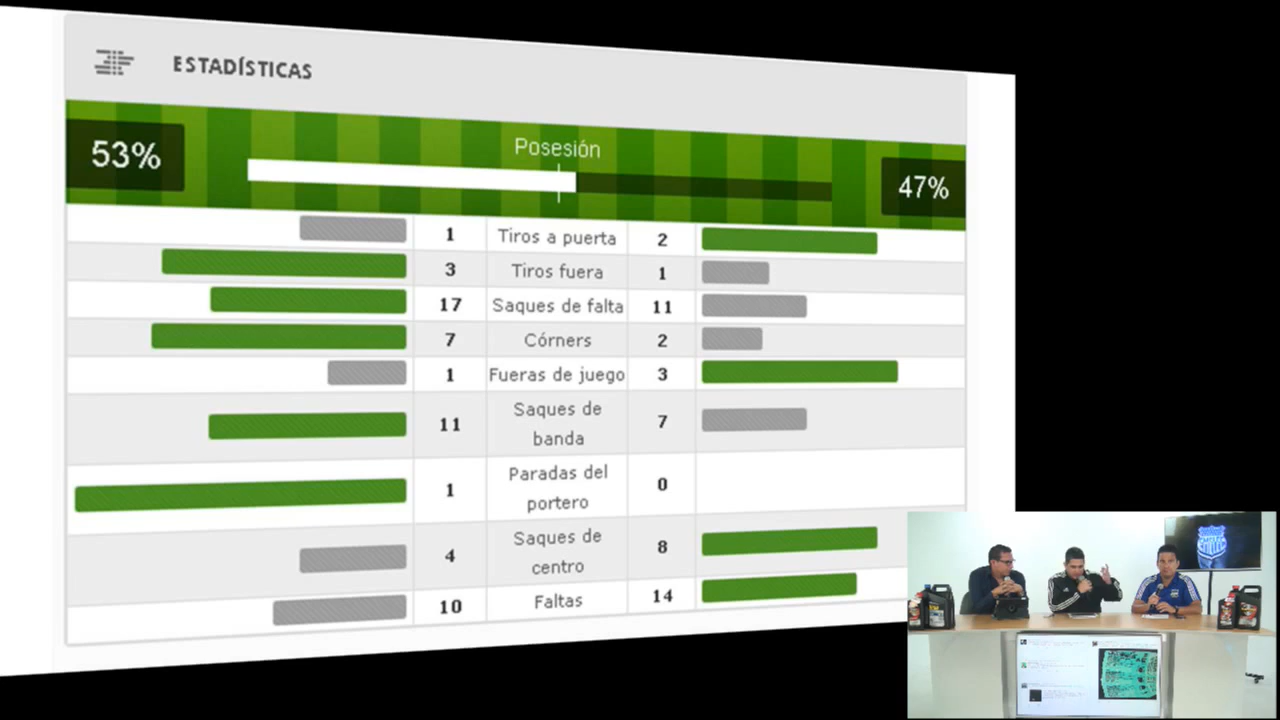 ESTADÍSTICAS
Posesión
53%
47%
1 Tiros a puerta 2
3 Tiros fuera 1
17 Saques de falta 11
7 Córners 2
1 Fueras de juego 3
11 Saques de banda 7
1 Paradas del portero 0
4 Saques de centro 8
10 Faltas 14
EMELEC